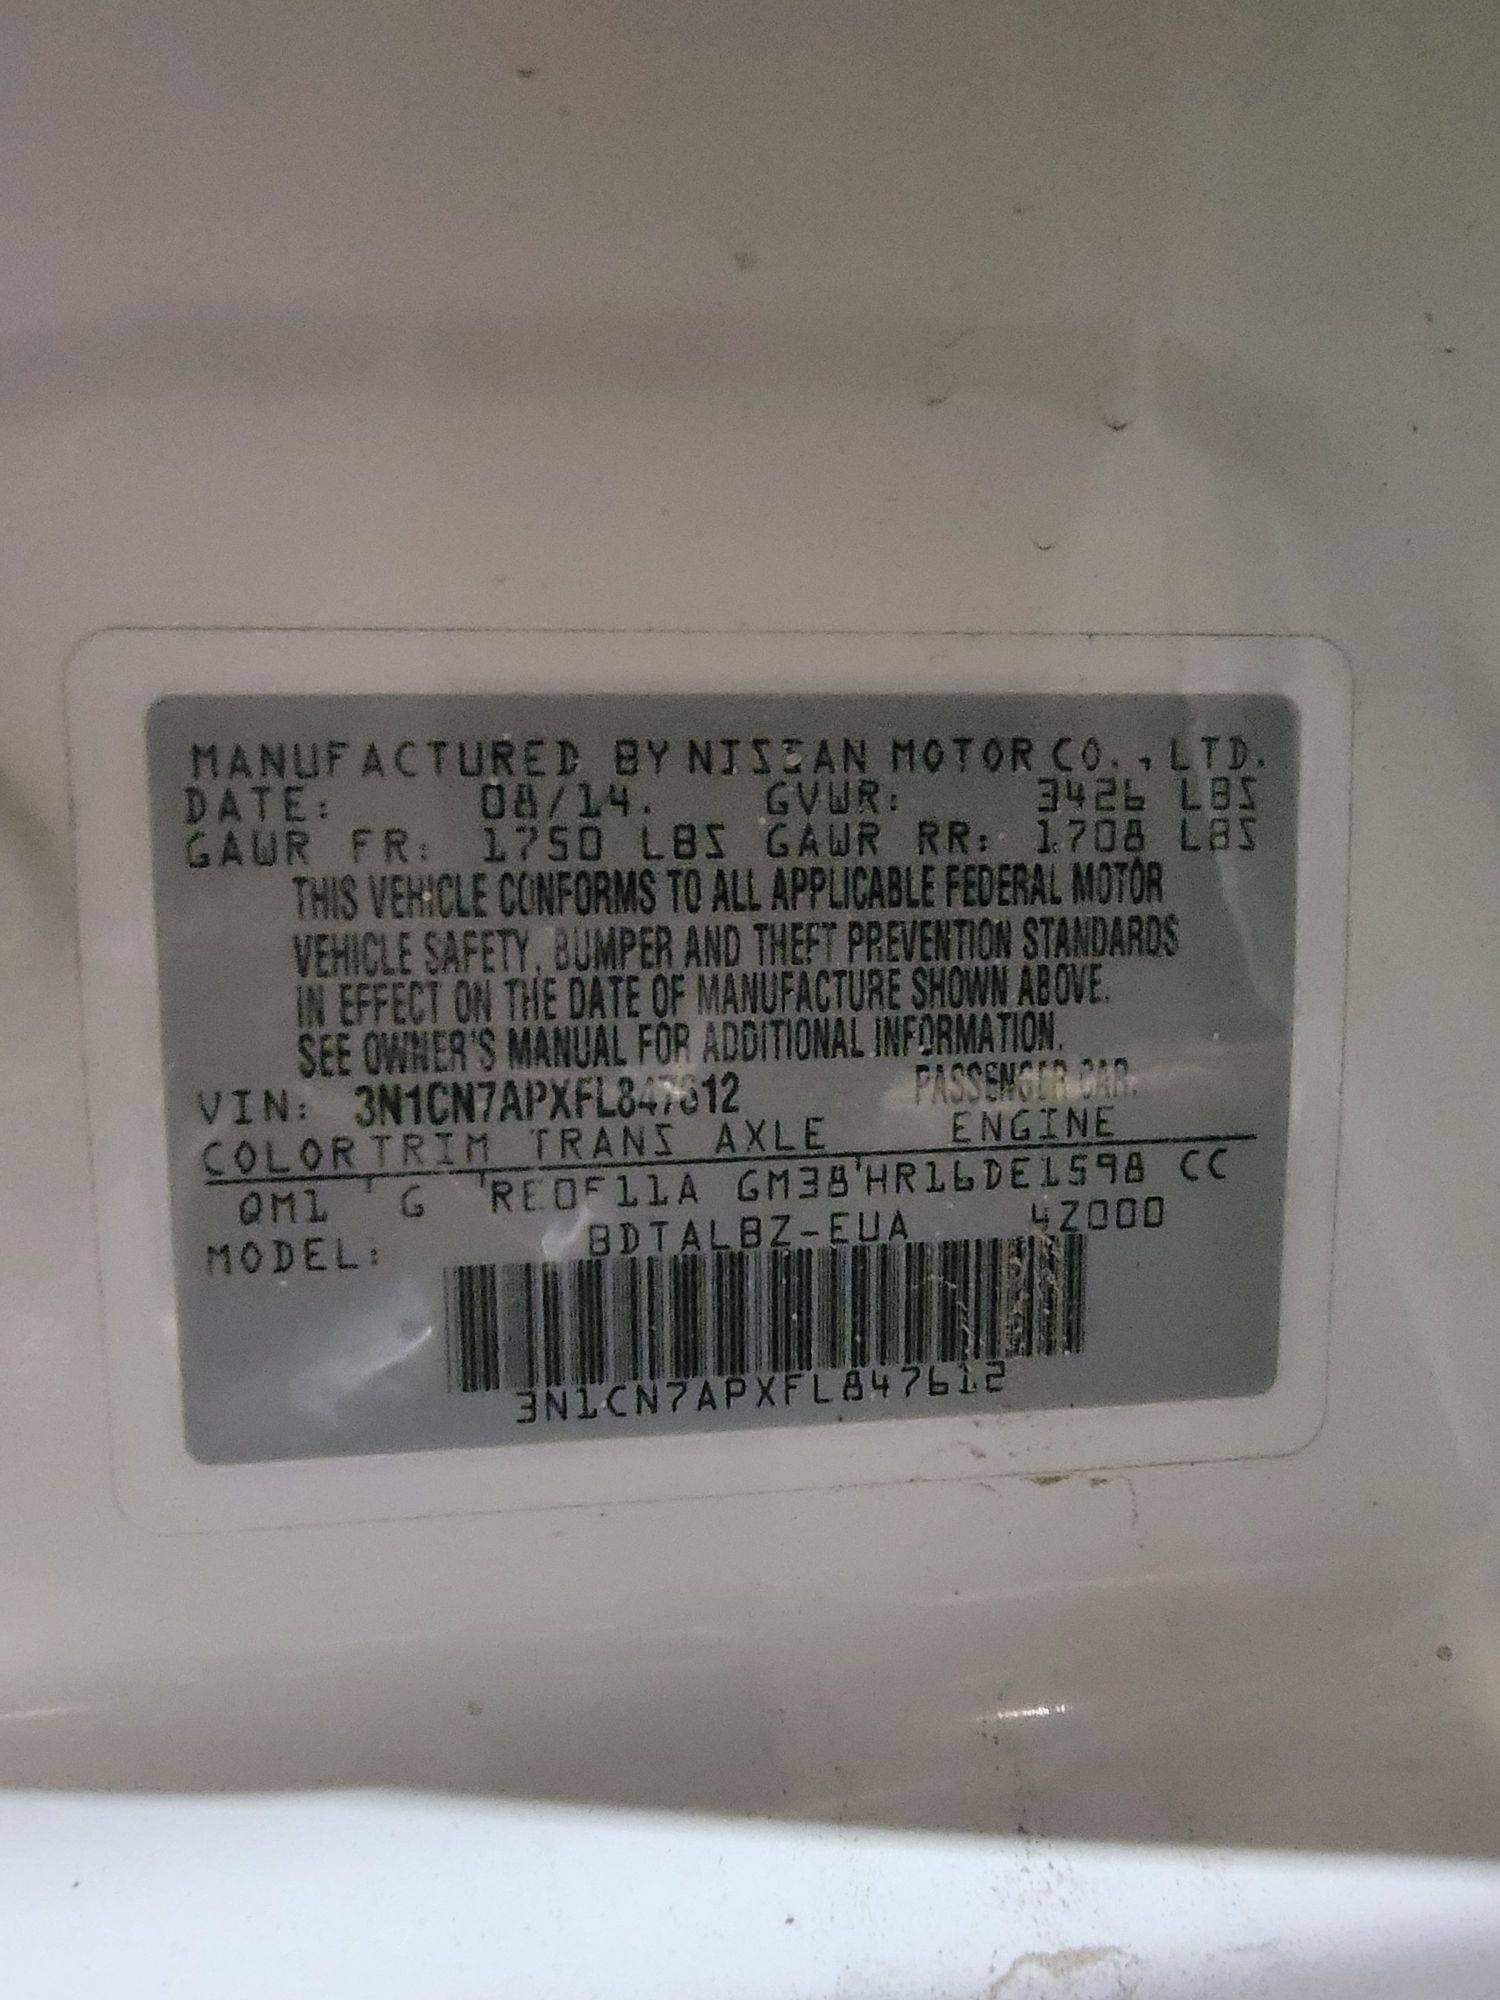 MANUFACTURED BY NISSAN MOTOR CO., LTD.
DATE: 08/14. GVWR: 3426 LBS
GAWR FR: 1750 LBS GAWR RR: 1708 LBS
THIS VEHICLE CONFORMS TO ALL APPLICABLE FEDERAL MOTOR
VEHICLE SAFETY, BUMPER AND THEFT PREVENTION STANDARDS
IN EFFECT ON THE DATE OF MANUFACTURE SHOWN ABOVE.
SEE OWNER'S MANUAL FOR ADDITIONAL INFORMATION.
VIN: 3N1CN7APXFL847612 PASSENGER CAR.
COLOR TRIM TRANS AXLE ENGINE
QM1 G RE0F11A GM38 HR16DE1598 CC
MODEL: BDTALBZ-EUA 42000
3N1CN7APXFL847612